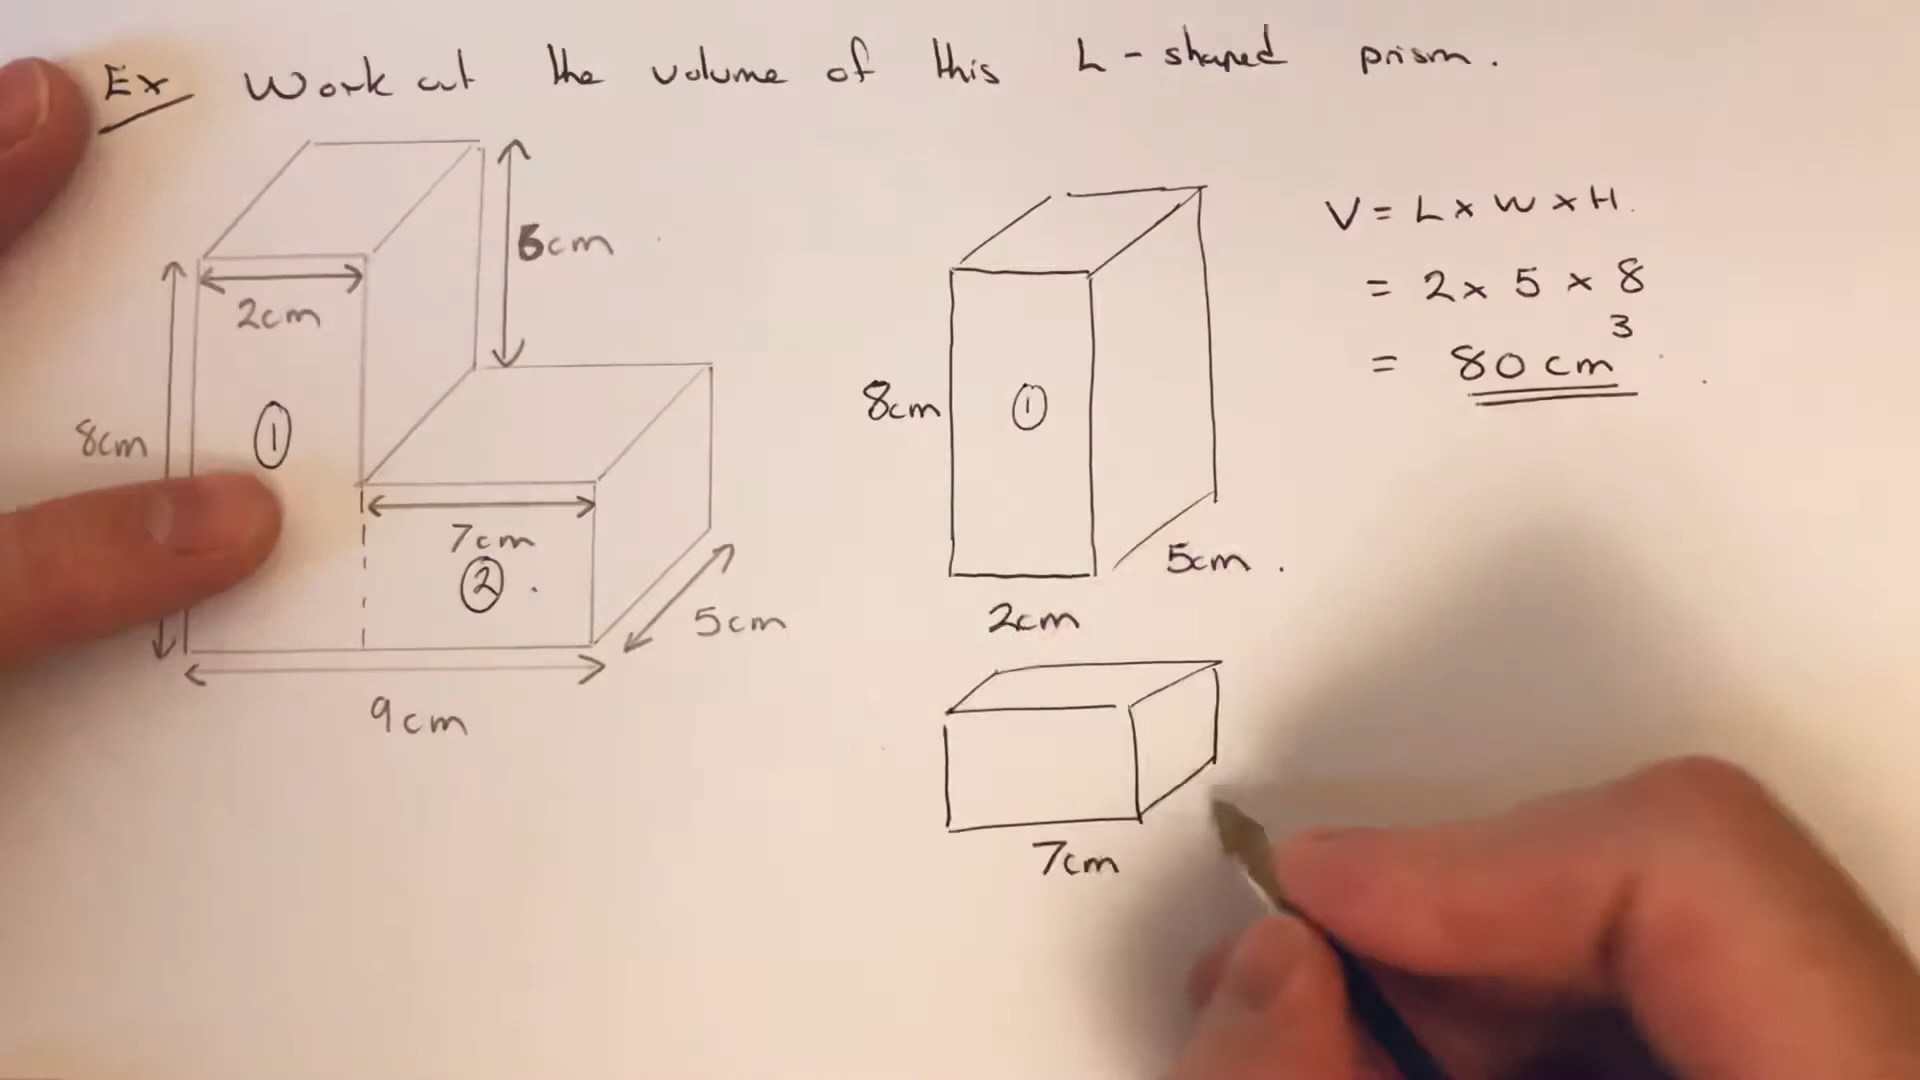 Ex Work out the volume of this L-shaped prism.
2cm
8cm
①
7cm
②
5cm
9cm
8cm
①
5cm.
2cm
7cm
V = L x W x H.
= 2 x 5 x 8
= 80 cm³